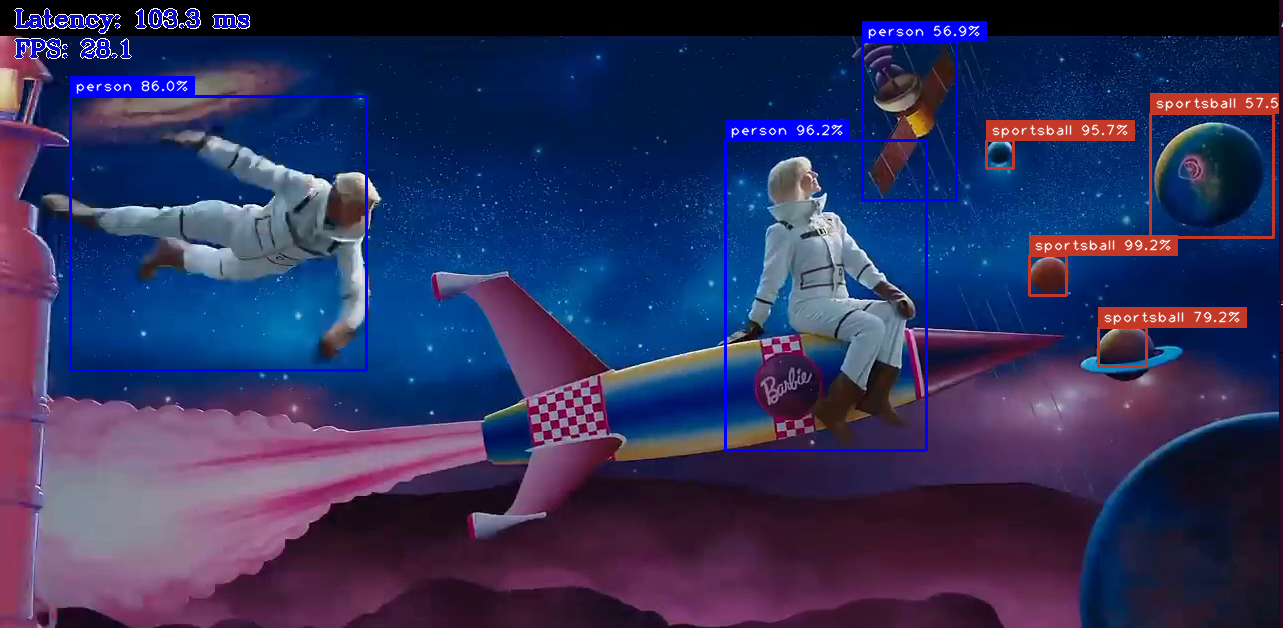 Latency: 103.3 ms
FPS: 28.1
person 56.9%
person 86.0%
sportsball 57.5
person 96.2%
sportsball 95.7%
sportsball 99.2%
sportsball 79.2%
Barbie